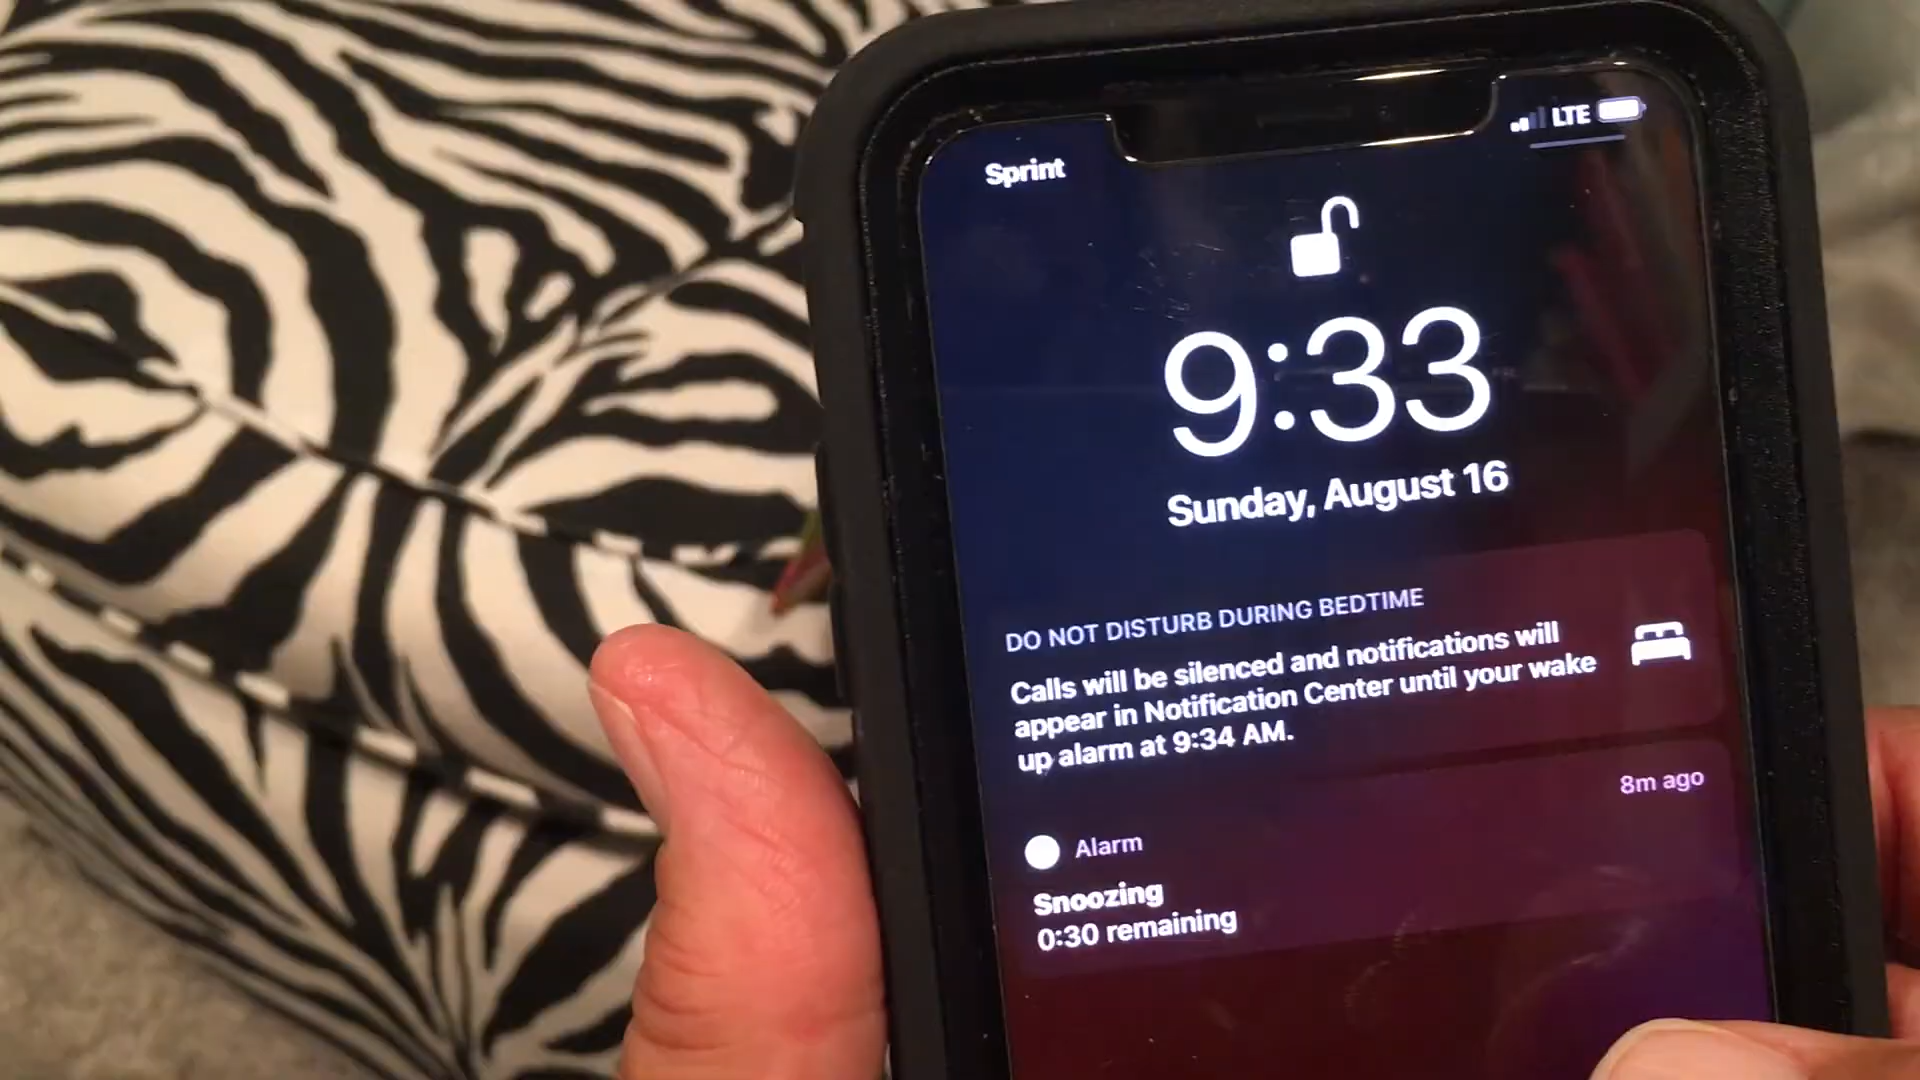 Sprint
LTE
9:33
Sunday, August 16
DO NOT DISTURB DURING BEDTIME
Calls will be silenced and notifications will
appear in Notification Center until your wake
up alarm at 9:34 AM.
8m ago
Alarm
Snoozing
0:30 remaining